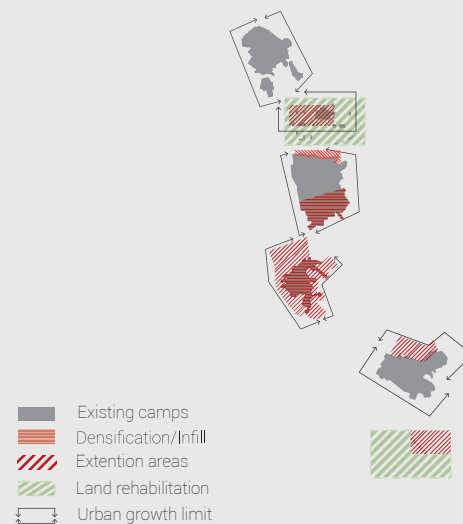 Existing camps
Densification/Infill
Extention areas
Land rehabilitation
Urban growth limit